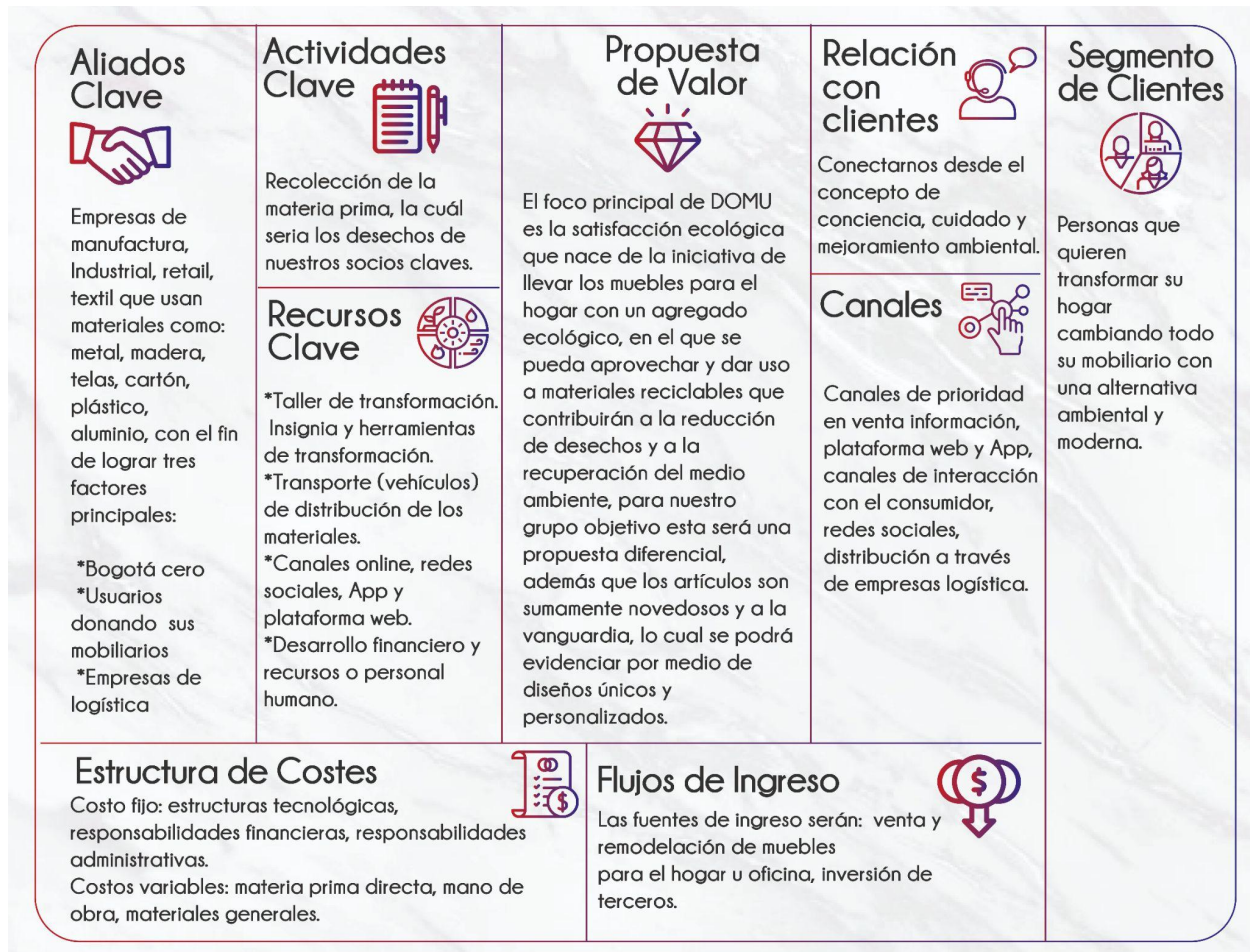 Aliados
Clave
Empresas de
manufactura,
Industrial, retail,
textil que usan
materiales como:
metal, madera,
telas, cartón,
plástico,
aluminio, con el fin
de lograr tres
factores
principales:
*Bogotá cero
*Usuarios
donando sus
mobiliarios
*Empresas de
logística
Actividades
Clave
Recolección de la
materia prima, la cuál
seria los desechos de
nuestros socios claves.
Recursos
Clave
*Taller de transformación.
Insignia y herramientas
de transformación.
*Transporte (vehículos)
de distribución de los
materiales.
*Canales online, redes
sociales, App y
plataforma web.
*Desarrollo financiero y
recursos o personal
humano.
Propuesta
de Valor
El foco principal de DOMU
es la satisfacción ecológica
que nace de la iniciativa de
llevar los muebles para el
hogar con un agregado
ecológico, en el que se
pueda aprovechar y dar uso
a materiales reciclables que
contribuirán a la reducción
de desechos y a la
recuperación del medio
ambiente, para nuestro
grupo objetivo esta será una
propuesta diferencial,
además que los artículos son
sumamente novedosos y a la
vanguardia, lo cual se podrá
evidenciar por medio de
diseños únicos y
personalizados.
Relación
con
clientes
Conectarnos desde el
concepto de
conciencia, cuidado y
mejoramiento ambiental.
Canales
Canales de prioridad
en venta información,
plataforma web y App,
canales de interacción
con el consumidor,
redes sociales,
distribución a través
de empresas logística.
Segmento
de Clientes
Personas que
quieren
transformar su
hogar
cambiando todo
su mobiliario con
una alternativa
ambiental y
moderna.
Estructura de Costes
Costo fijo: estructuras tecnológicas,
responsabilidades financieras, responsabilidades
administrativas.
Costos variables: materia prima directa, mano de
obra, materiales generales.
Flujos de Ingreso
Las fuentes de ingreso serán: venta y
remodelación de muebles
para el hogar u oficina, inversión de
terceros.